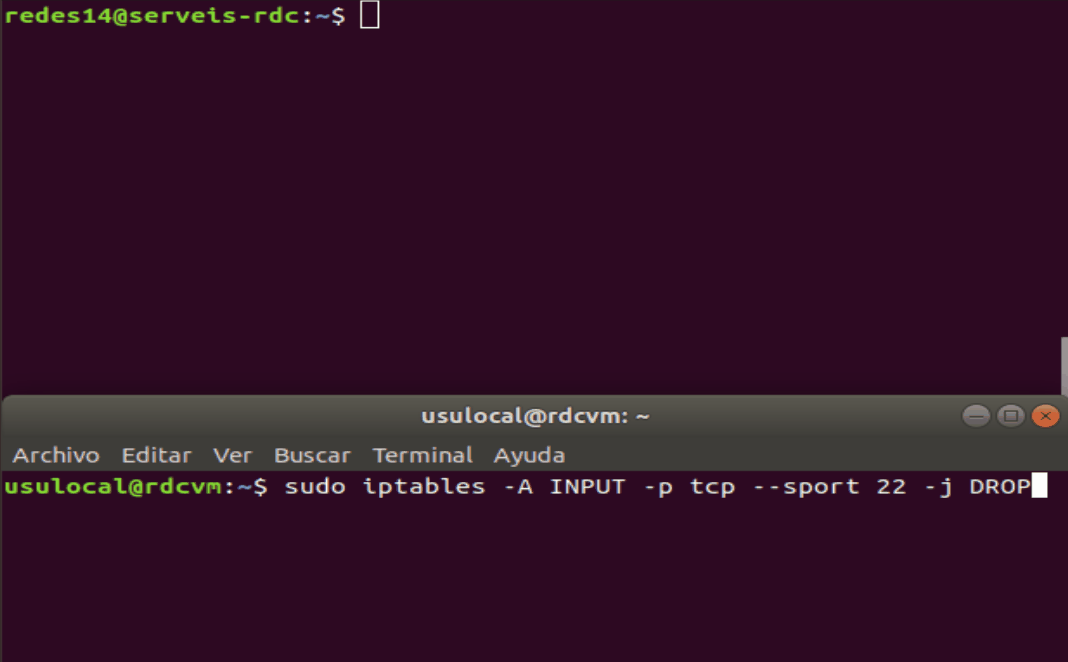 redes14@serveis-rdc:~$
usulocal@rdcvm: ~
Archivo Editar Ver Buscar Terminal Ayuda
usulocal@rdcvm:~$ sudo iptables -A INPUT -p tcp --sport 22 -j DROP